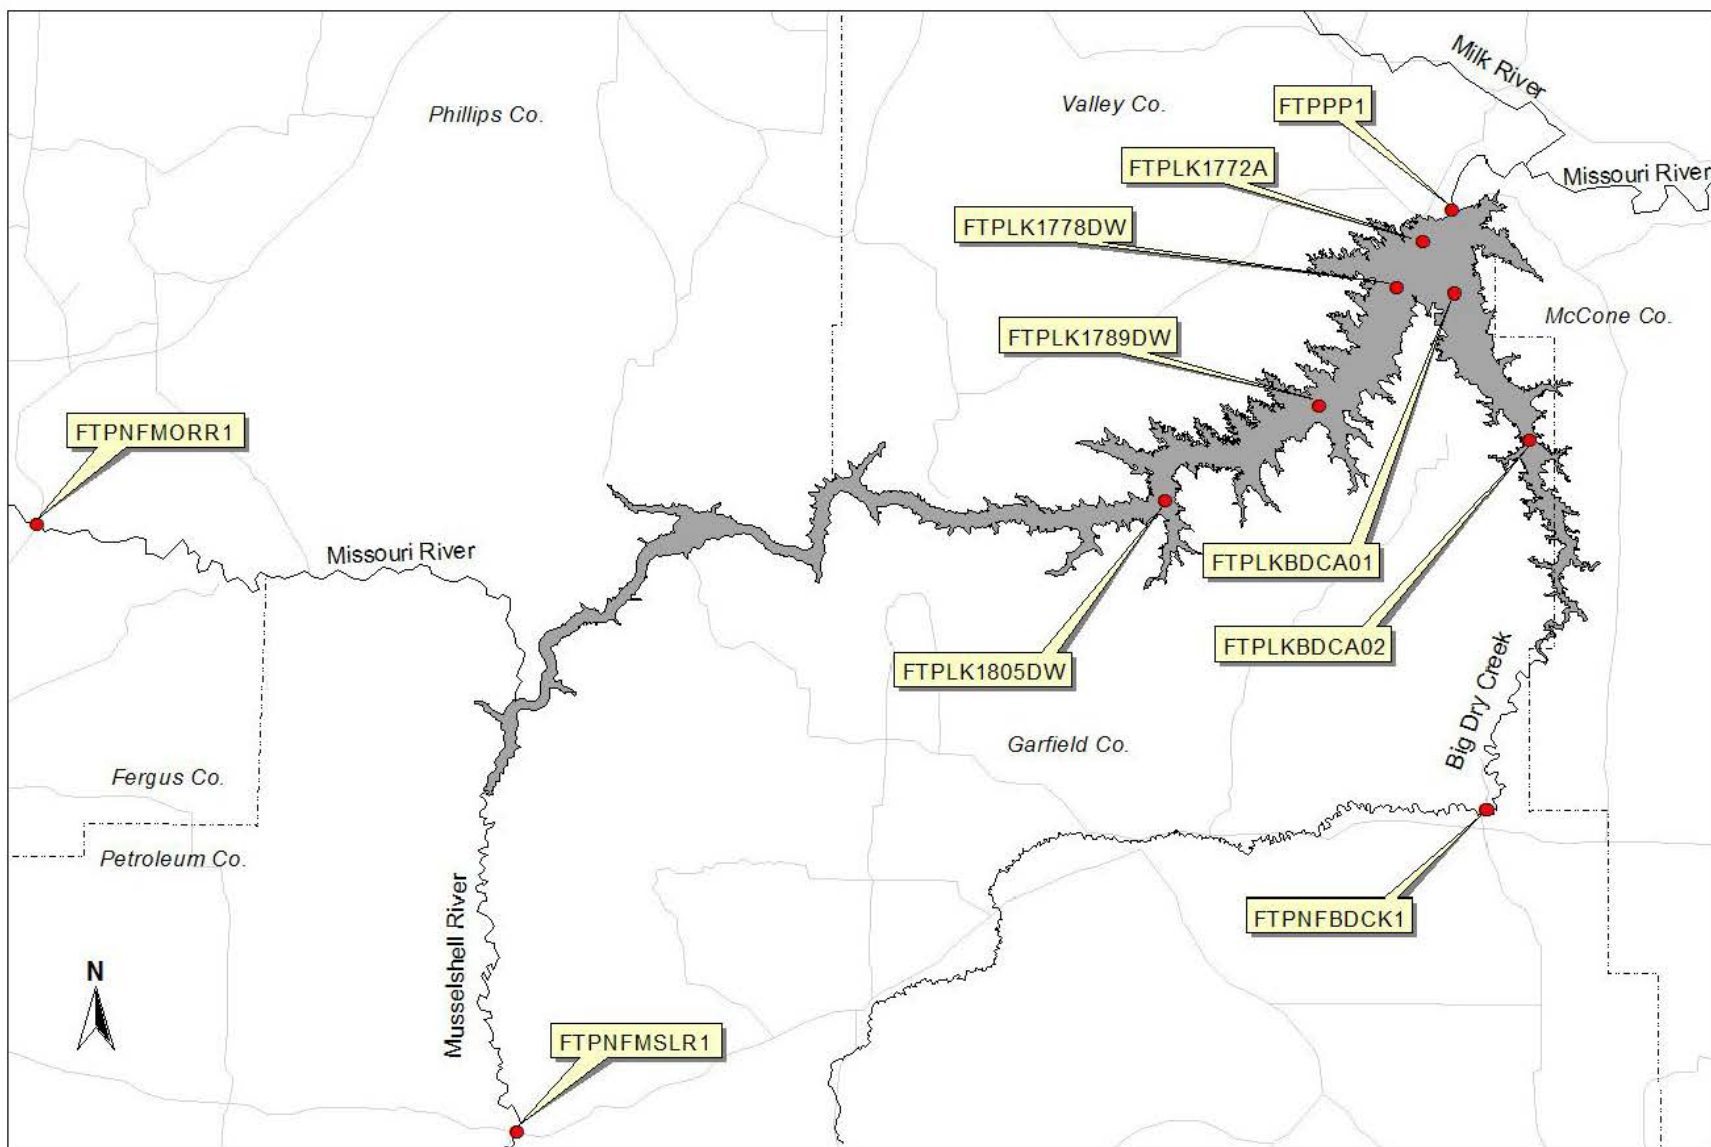 Milk River
Phillips Co.
Valley Co.
FTPPP1
FTPLK1772A
Missouri River
FTPLK1778DW
McCone Co.
FTPLK1789DW
FTPNFMORR1
Missouri River
FTPLKBDCA01
FTPLKBDCA02
FTPLK1805DW
Big Dry Creek
Garfield Co.
Fergus Co.
Petroleum Co.
FTPNFBDCK1
Musselshell River
N
FTPNFMSLR1